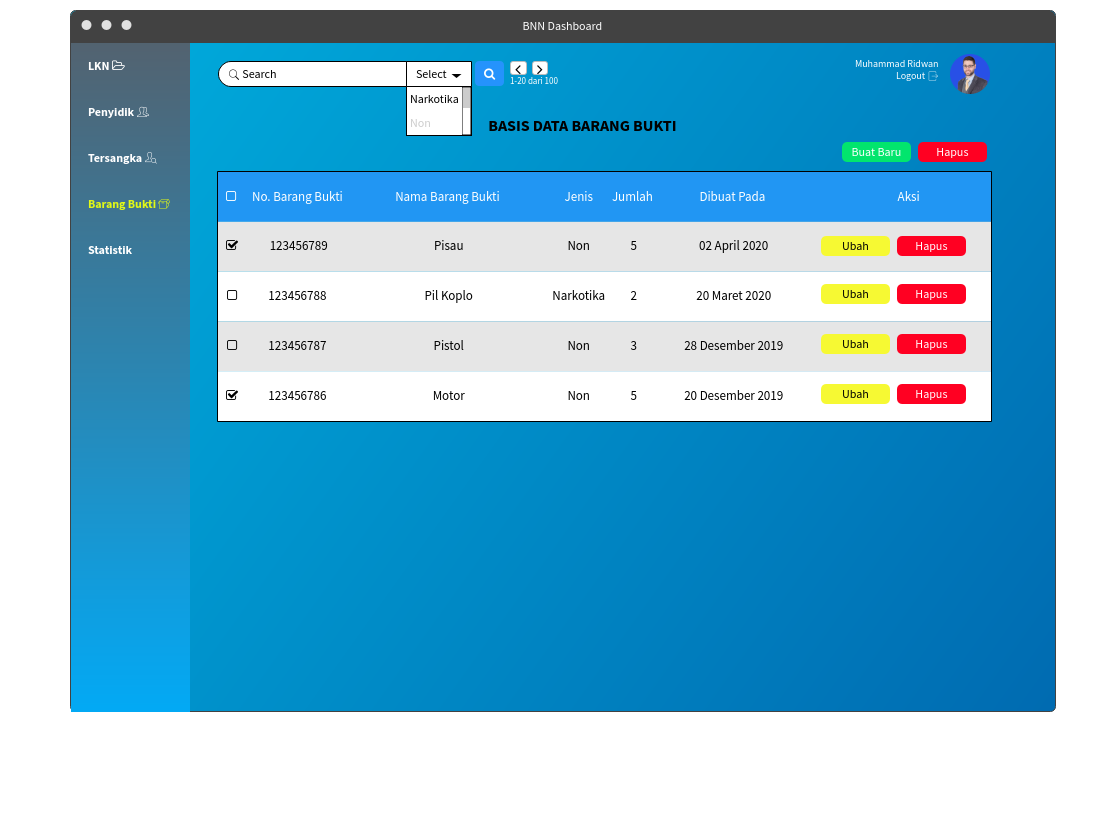 BNN Dashboard
LKN
Penyidik
Tersangka
Barang Bukti
Statistik
Search
Select
Narkotika
Non
1-20 dari 100
Muhammad Ridwan
Logout
BASIS DATA BARANG BUKTI
Buat Baru Hapus
No. Barang Bukti Nama Barang Bukti Jenis Jumlah Dibuat Pada Aksi
123456789 Pisau Non 5 02 April 2020 Ubah Hapus
123456788 Pil Koplo Narkotika 2 20 Maret 2020 Ubah Hapus
123456787 Pistol Non 3 28 Desember 2019 Ubah Hapus
123456786 Motor Non 5 20 Desember 2019 Ubah Hapus